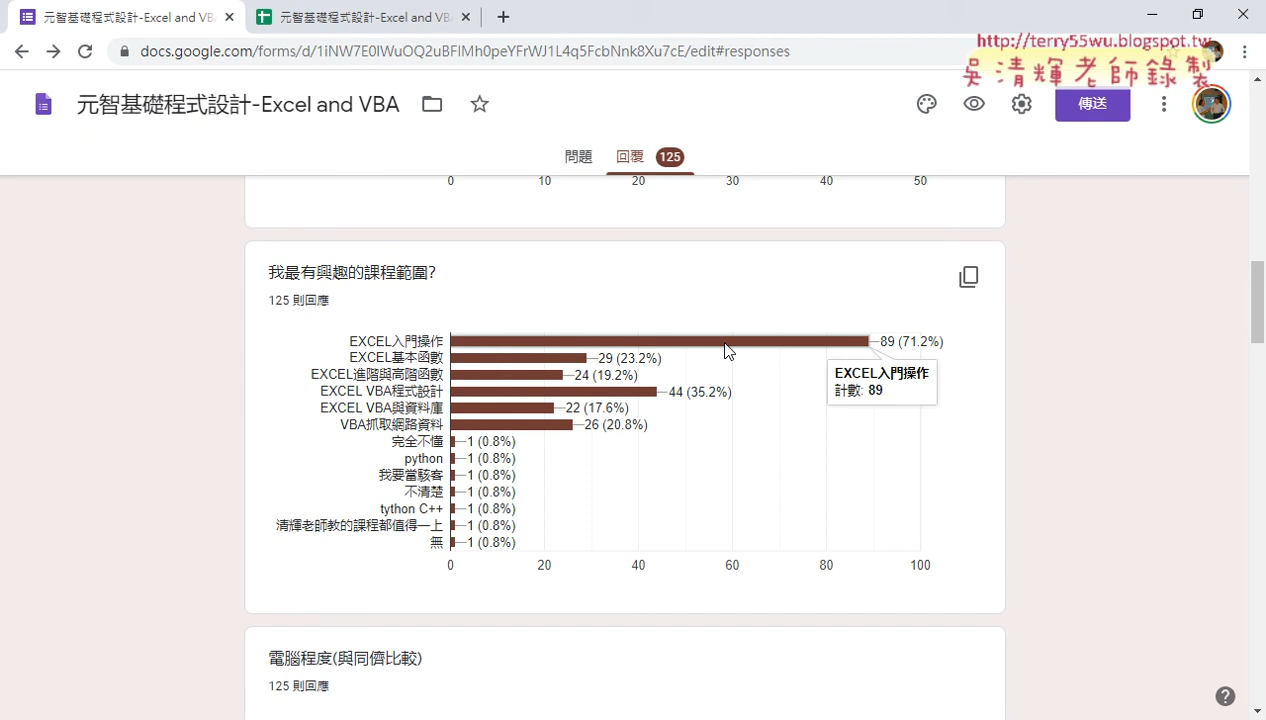 元智基礎程式設計-Excel and VBA
元智基礎程式設計-Excel and VBA
docs.google.com/forms/d/1iNW7E0IWuOQ2uBFIMh0peYFrWJ1L4q5FcbNnk8Xu7cE/edit#responses
http://terry55wu.blogspot.tw
吳清輝老師錄製
元智基礎程式設計-Excel and VBA
傳送
問題
回覆 125
0 10 20 30 40 50
我最有興趣的課程範圍?
125 則回應
EXCEL入門操作 89 (71.2%)
EXCEL基本函數 29 (23.2%)
EXCEL進階與高階函數 24 (19.2%)
EXCEL VBA程式設計 44 (35.2%)
EXCEL VBA與資料庫 22 (17.6%)
VBA抓取網路資料 26 (20.8%)
完全不懂 1 (0.8%)
python 1 (0.8%)
我要當駭客 1 (0.8%)
不清楚 1 (0.8%)
tython C++ 1 (0.8%)
清輝老師教的課程都值得一上 1 (0.8%)
無 1 (0.8%)
0 20 40 60 80 100
EXCEL入門操作
計數: 89
電腦程度(與同儕比較)
125 則回應